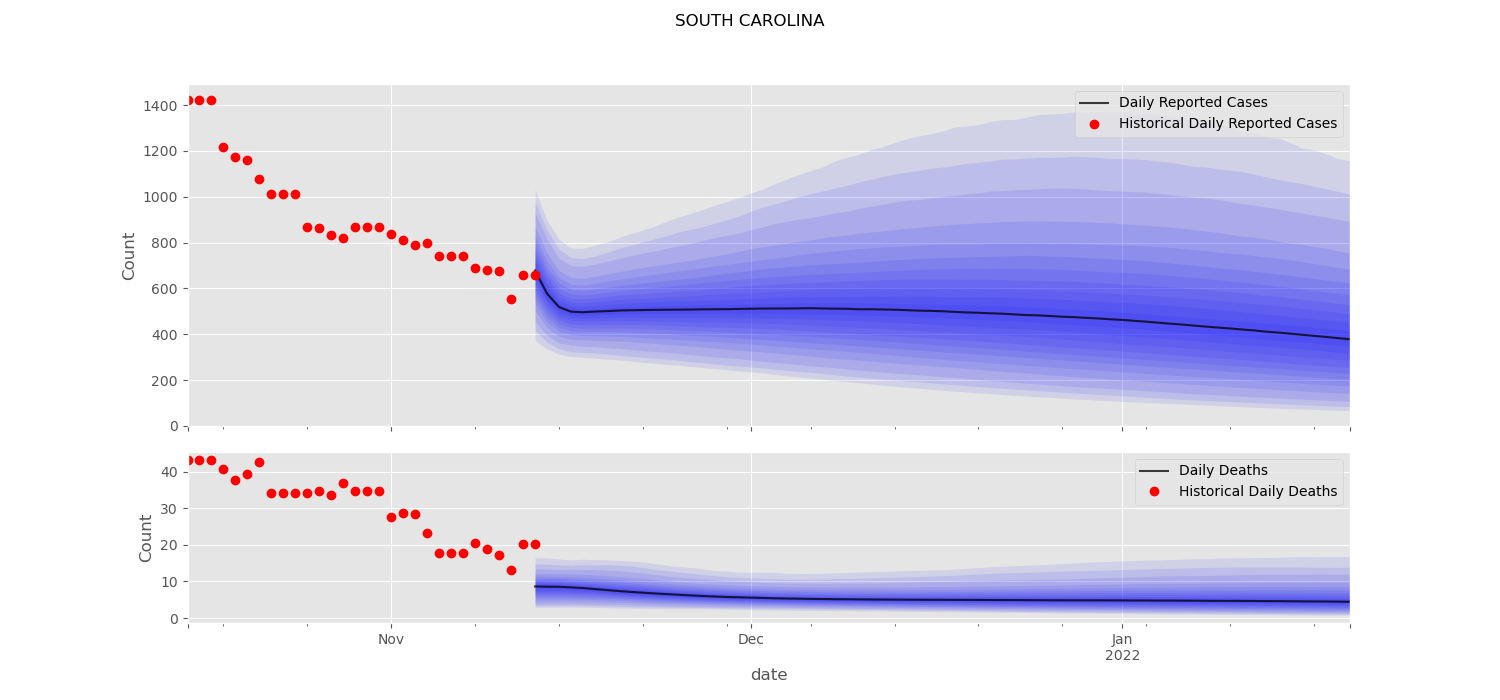 SOUTH CAROLINA
Daily Reported Cases
Historical Daily Reported Cases
Count
1400
1200
1000
800
600
400
200
0
Daily Deaths
Historical Daily Deaths
Count
40
30
20
10
0
Nov
Dec
Jan
2022
date